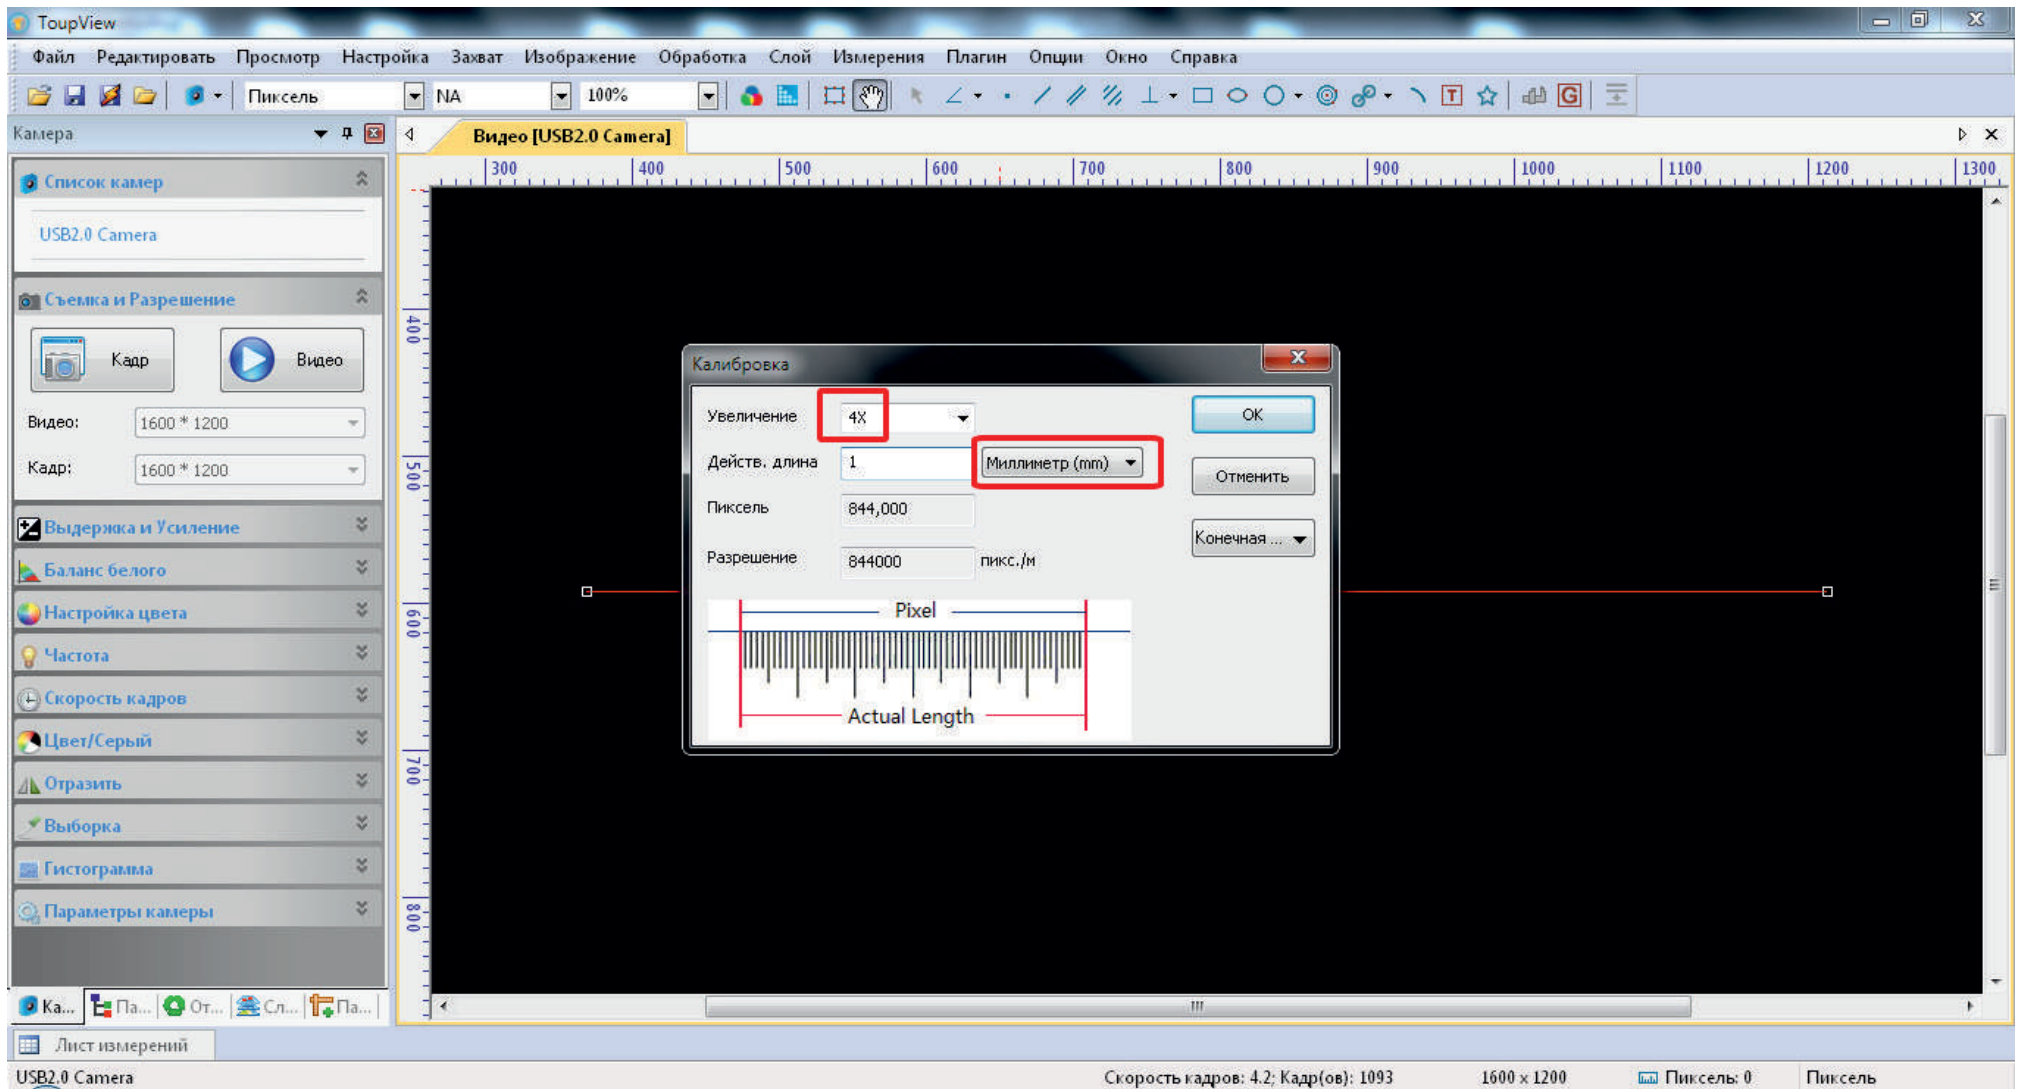 ToupView
Файл Редактировать Просмотр Настройка Захват Изображение Обработка Слой Измерения Плагин Опции Окно Справка
Пиксель NA 100% T G
Камера
Видео [USB2.0 Camera]
300 400 500 600 700 800 900 1000 1100 1200 1300
Список камер
USB2.0 Camera
Съемка и Разрешение
Кадр Видео
Видео: 1600 * 1200
Кадр: 1600 * 1200
Выдержка и Усиление
Баланс белого
Настройка цвета
Частота
Скорость кадров
Цвет/Серый
Отразить
Выборка
Гистограмма
Параметры камеры
Ка... Па... От... Сл... Па...
400
500
600
700
800
Калибровка
Увеличение 4X OK
Действ. длина 1 Миллиметр (mm) Отменить
Пиксель 844,000
Конечная ...
Разрешение 844000 пикс./м
Pixel
Actual Length
Лист измерений
USB2.0 Camera Скорость кадров: 4.2; Кадр(ов): 1093 1600 x 1200 Пиксель: 0 Пиксель